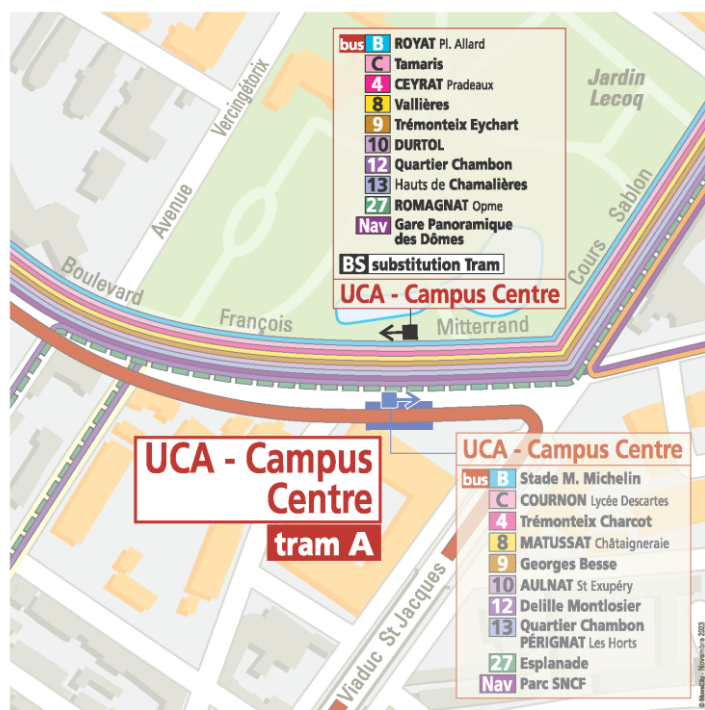 bus B ROYAT Pl. Allard
C Tamaris
4 CEYRAT Pradeaux
8 Vallières
9 Trémonteix Eychart
10 DURTOL
12 Quartier Chambon
13 Hauts de Chamalières
27 ROMAGNAT Opme
Nav Gare Panoramique
des Dômes
BS substitution Tram
UCA - Campus Centre
Jardin
Lecoq
Avenue Vercingétorix
Cours Sablon
Boulevard François Mitterrand
UCA - Campus
Centre
tram A
UCA - Campus Centre
bus B Stade M. Michelin
C COURNON Lycée Descartes
4 Trémonteix Charcot
8 MATUSSAT Châtaigneraie
9 Georges Besse
10 AULNAT St Exupéry
12 Delille Montlosier
13 Quartier Chambon
PÉRIGNAT Les Horts
27 Esplanade
Nav Parc SNCF
Viaduc St Jacques